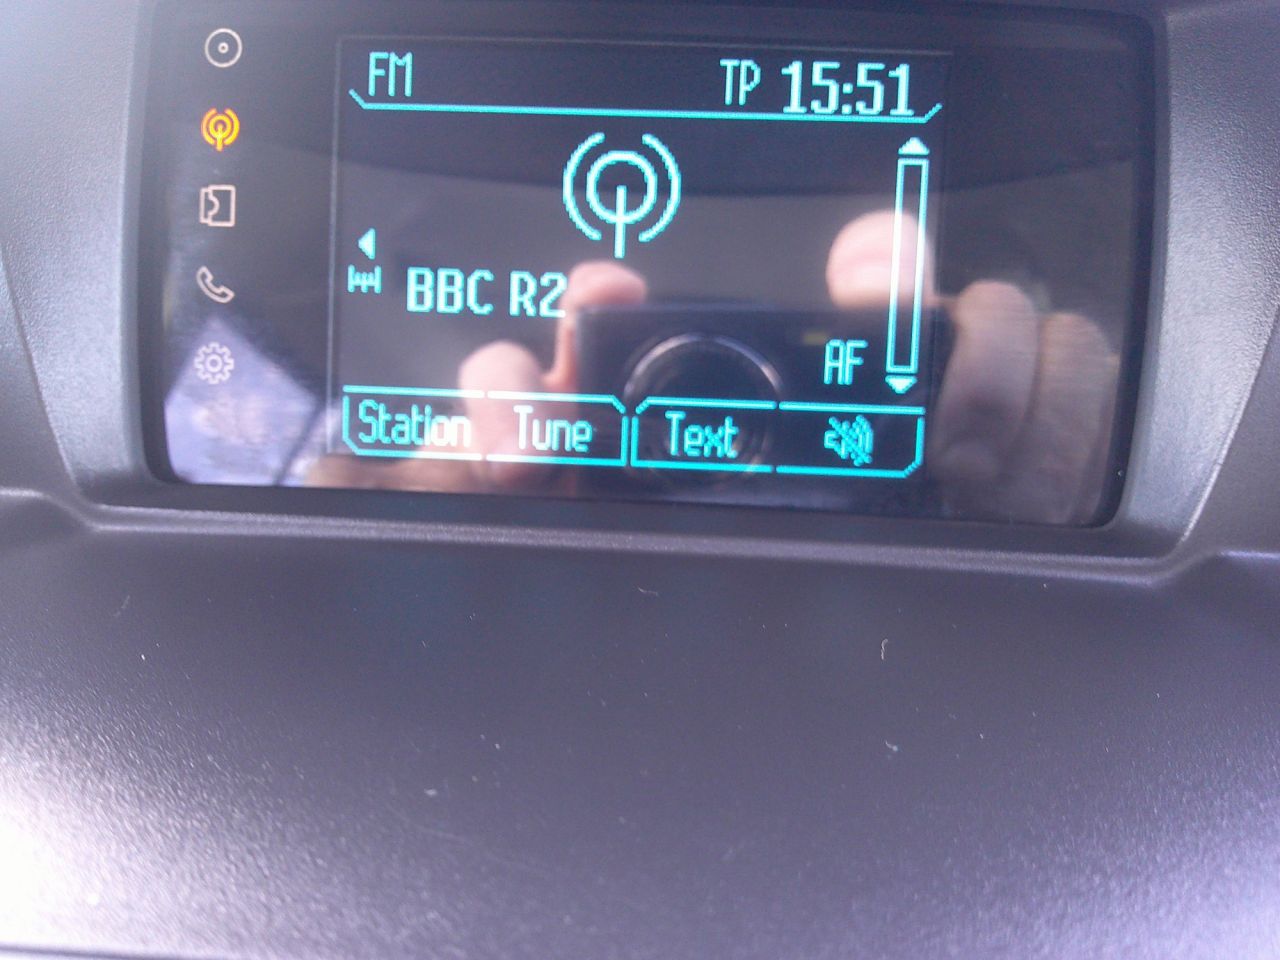 FM TP 15:51
BBC R2
AF
Station Tune Text